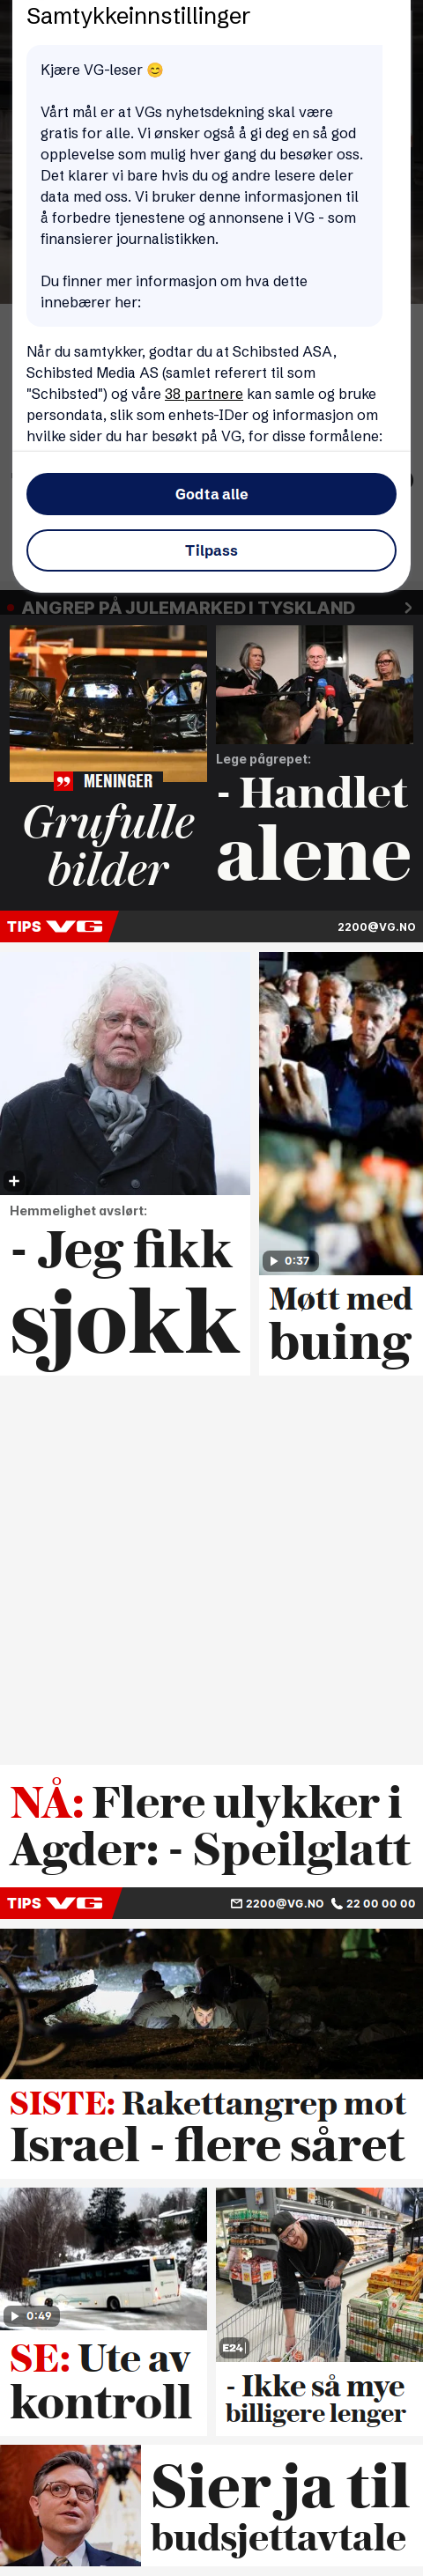 Samtykkeinnstillinger
Kjære VG-leser 😊
Vårt mål er at VGs nyhetsdekning skal være
gratis for alle. Vi ønsker også å gi deg en så god
opplevelse som mulig hver gang du besøker oss.
Det klarer vi bare hvis du og andre lesere deler
data med oss. Vi bruker denne informasjonen til
å forbedre tjenestene og annonsene i VG - som
finansierer journalistikken.
Du finner mer informasjon om hva dette
innebærer her:
Når du samtykker, godtar du at Schibsted ASA,
Schibsted Media AS (samlet referert til som
"Schibsted") og våre 38 partnere kan samle og bruke
persondata, slik som enhets-IDer og informasjon om
hvilke sider du har besøkt på VG, for disse formålene:
Godta alle
Tilpass
ANGREP PÅ JULEMARKED I TYSKLAND
MENINGER
Grufulle
bilder
Lege pågrepet:
- Handlet
alene
TIPS VG 2200@VG.NO
Hemmelighet avslørt:
- Jeg fikk
sjokk
0:37
Møtt med
buing
NÅ: Flere ulykker i
Agder: - Speilglatt
TIPS VG 2200@VG.NO 22 00 00 00
SISTE: Rakettangrep mot
Israel - flere såret
0:49
SE: Ute av
kontroll
E24
- Ikke så mye
billigere lenger
Sier ja til
budsjettavtale